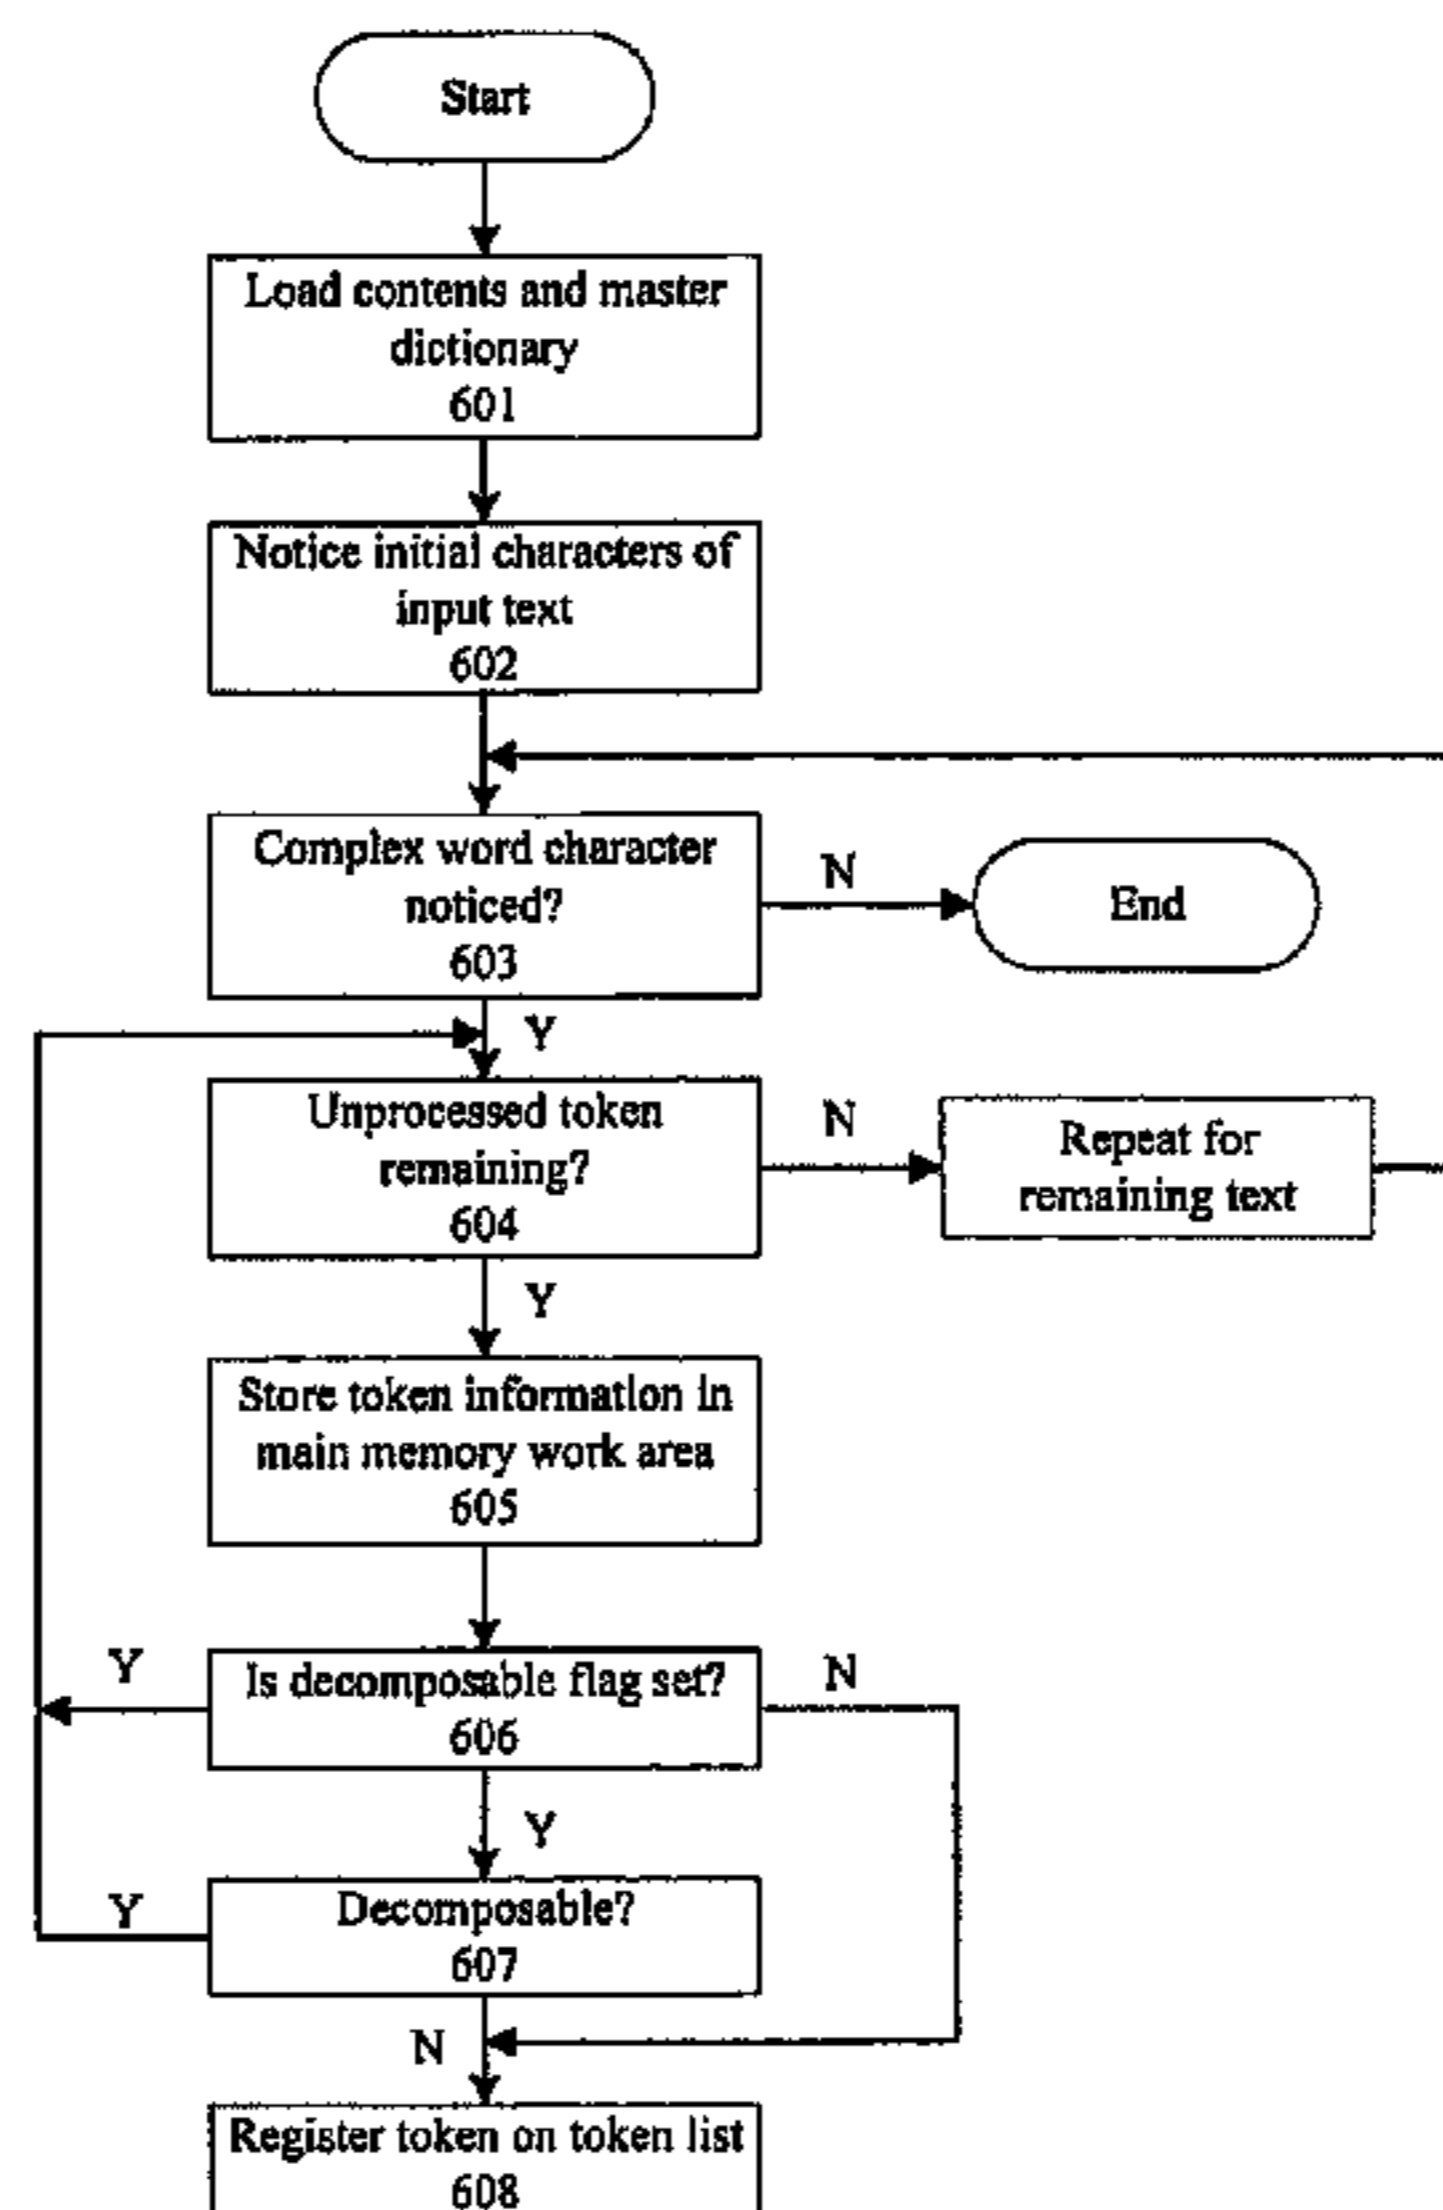 Start
Load contents and master
dictionary
601
Notice initial characters of
input text
602
Complex word character
noticed?
603
N
End
Y
Unprocessed token
remaining?
604
N
Repeat for
remaining text
Y
Store token information in
main memory work area
605
Y
Is decomposable flag set?
606
N
Y
Y
Decomposable?
607
N
Register token on token list
608